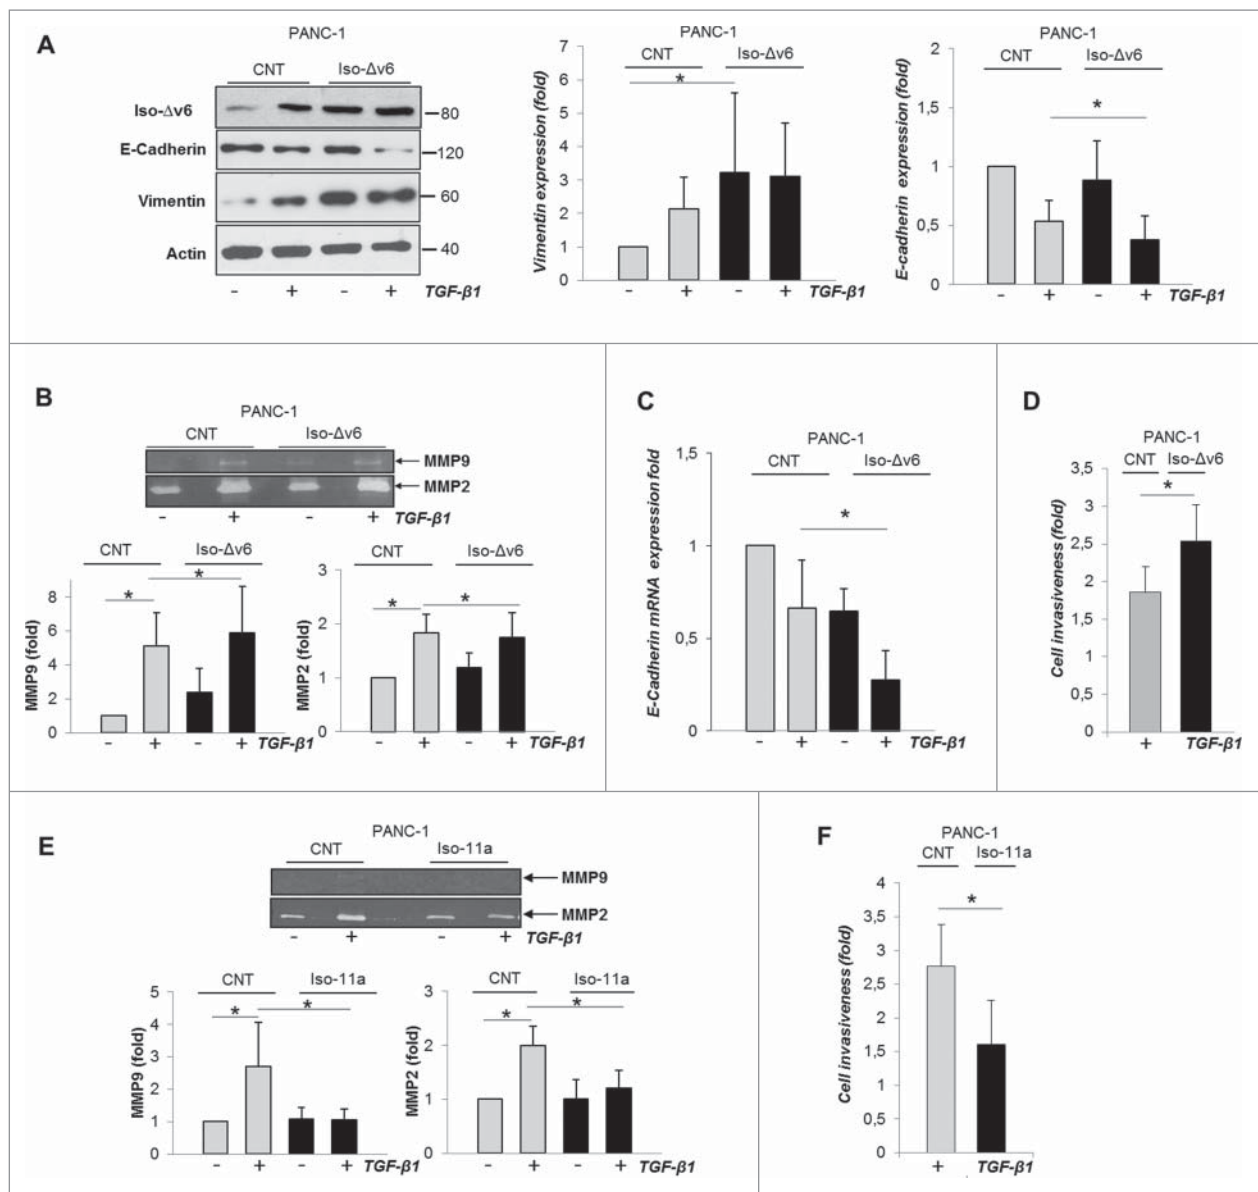 A
PANC-1
CNT Iso-Δv6
Iso-Δv6 80
E-Cadherin 120
Vimentin 60
Actin 40
- + - + TGF-β1
PANC-1
CNT Iso-Δv6
Vimentin expression (fold)
7
6
5
4
3
2
1
0
*
- + - + TGF-β1
PANC-1
CNT Iso-Δv6
E-cadherin expression (fold)
2
1,5
1
0,5
0
*
- + - + TGF-β1
B
PANC-1
CNT Iso-Δv6
MMP9
MMP2
- + - + TGF-β1
CNT Iso-Δv6
MMP9 (fold)
8
6
4
2
0
* *
- + - + TGF-β1
CNT Iso-Δv6
MMP2 (fold)
3
2
1
0
* *
- + - + TGF-β1
C
PANC-1
CNT Iso-Δv6
E-Cadherin mRNA expression fold
1,5
1
0,5
0
*
- + - + TGF-β1
D
PANC-1
CNT Iso-Δv6
Cell invasiveness (fold)
3,5
3
2,5
2
1,5
1
0,5
0
*
+ TGF-β1
E
PANC-1
CNT Iso-11a
MMP9
MMP2
- + - + TGF-β1
CNT Iso-11a
MMP9 (fold)
5
4
3
2
1
0
* *
- + - + TGF-β1
CNT Iso-11a
MMP2 (fold)
3
2
1
0
* *
- + - + TGF-β1
F
PANC-1
CNT Iso-11a
Cell invasiveness (fold)
4
3,5
3
2,5
2
1,5
1
0,5
0
*
+ TGF-β1